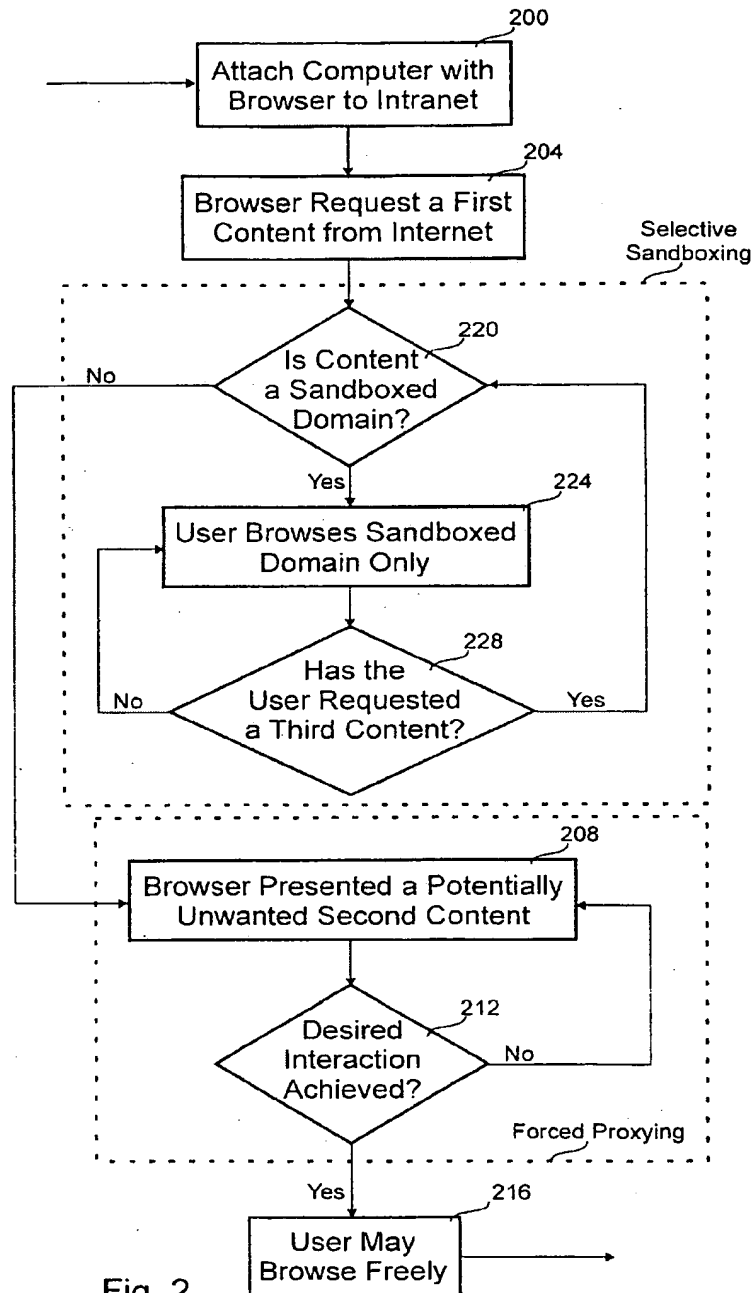 200
Attach Computer with
Browser to Intranet
204
Browser Request a First
Content from Internet
Selective
Sandboxing
220
Is Content
a Sandboxed
Domain?
No
Yes
224
User Browses Sandboxed
Domain Only
228
Has the
User Requested
a Third Content?
No
Yes
208
Browser Presented a Potentially
Unwanted Second Content
212
Desired
Interaction
Achieved?
No
Forced Proxying
Yes
216
User May
Browse Freely
Fig. 2